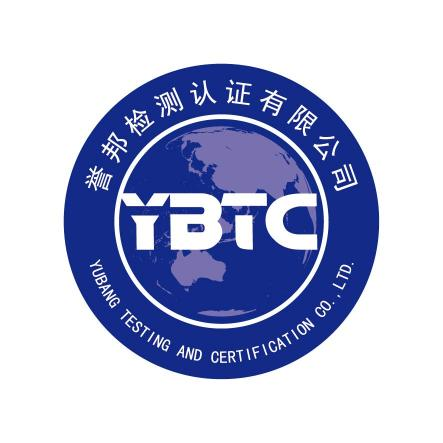 誉邦检测认证有限公司
YBTC
YUBANG TESTING AND CERTIFICATION CO.,LTD.